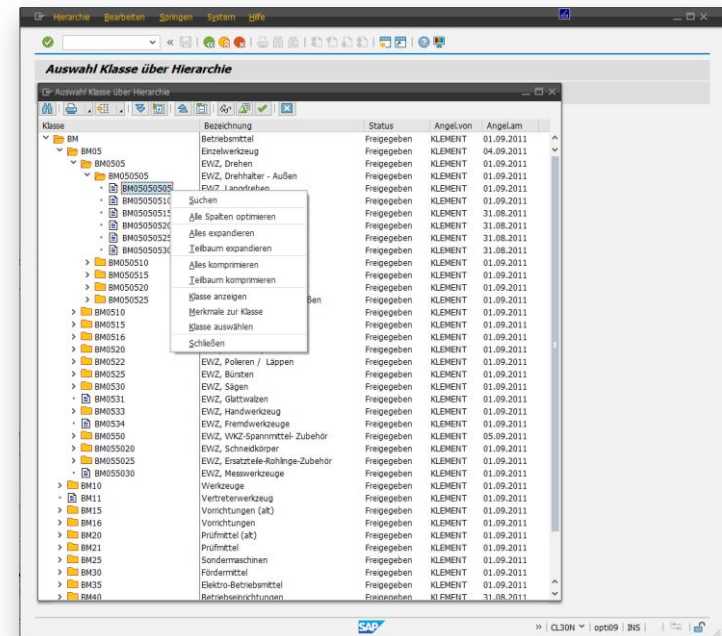 Hierarchie Bearbeiten Springen System Hilfe
Auswahl Klasse über Hierarchie
Auswahl Klasse über Hierarchie
Klasse Bezeichnung Status Angel.von Angel.am
BM Betriebsmittel Freigegeben KLEMENT 01.09.2011
BM05 Einzelwerkzeug Freigegeben KLEMENT 04.09.2011
BM0505 EWZ, Drehen Freigegeben KLEMENT 01.09.2011
BM050505 EWZ, Drehhalter - Außen Freigegeben KLEMENT 01.09.2011
BM05050505 EWZ, Langdrehen Freigegeben KLEMENT 01.09.2011
BM05050510 Suchen Freigegeben KLEMENT 01.09.2011
BM05050515 Alle Spalten optimieren Freigegeben KLEMENT 31.08.2011
BM05050520 Alles expandieren Freigegeben KLEMENT 31.08.2011
BM05050525 Teilbaum expandieren Freigegeben KLEMENT 31.08.2011
BM05050530 Freigegeben KLEMENT 31.08.2011
BM050510 Alles komprimieren Freigegeben KLEMENT 01.09.2011
BM050515 Teilbaum komprimieren Freigegeben KLEMENT 01.09.2011
BM050520 Freigegeben KLEMENT 01.09.2011
BM050525 Klasse anzeigen ßen Freigegeben KLEMENT 01.09.2011
BM0510 Merkmale zur Klasse Freigegeben KLEMENT 01.09.2011
BM0515 Klasse auswählen Freigegeben KLEMENT 01.09.2011
BM0516 Schließen Freigegeben KLEMENT 01.09.2011
BM0520 Freigegeben KLEMENT 01.09.2011
BM0522 EWZ, Polieren / Läppen Freigegeben KLEMENT 01.09.2011
BM0525 EWZ, Bürsten Freigegeben KLEMENT 01.09.2011
BM0530 EWZ, Sägen Freigegeben KLEMENT 01.09.2011
BM0531 EWZ, Glattwalzen Freigegeben KLEMENT 01.09.2011
BM0533 EWZ, Handwerkzeug Freigegeben KLEMENT 01.09.2011
BM0534 EWZ, Fremdwerkzeuge Freigegeben KLEMENT 01.09.2011
BM0550 EWZ, WKZ-Spannmittel- Zubehör Freigegeben KLEMENT 05.09.2011
BM055020 EWZ, Schneidkörper Freigegeben KLEMENT 01.09.2011
BM055025 EWZ, Ersatzteile-Rohlinge-Zubehör Freigegeben KLEMENT 01.09.2011
BM055030 EWZ, Messwerkzeuge Freigegeben KLEMENT 01.09.2011
BM10 Werkzeuge Freigegeben KLEMENT 01.09.2011
BM11 Vertreterwerkzeug Freigegeben KLEMENT 01.09.2011
BM15 Vorrichtungen (alt) Freigegeben KLEMENT 01.09.2011
BM16 Vorrichtungen Freigegeben KLEMENT 01.09.2011
BM20 Prüfmittel (alt) Freigegeben KLEMENT 01.09.2011
BM21 Prüfmittel Freigegeben KLEMENT 01.09.2011
BM25 Sondermaschinen Freigegeben KLEMENT 01.09.2011
BM30 Fördermittel Freigegeben KLEMENT 01.09.2011
BM35 Elektro-Betriebsmittel Freigegeben KLEMENT 01.09.2011
BM40 Betriebseinrichtungen Freigegeben KLEMENT 31.08.2011
SAP CL30N opti09 INS